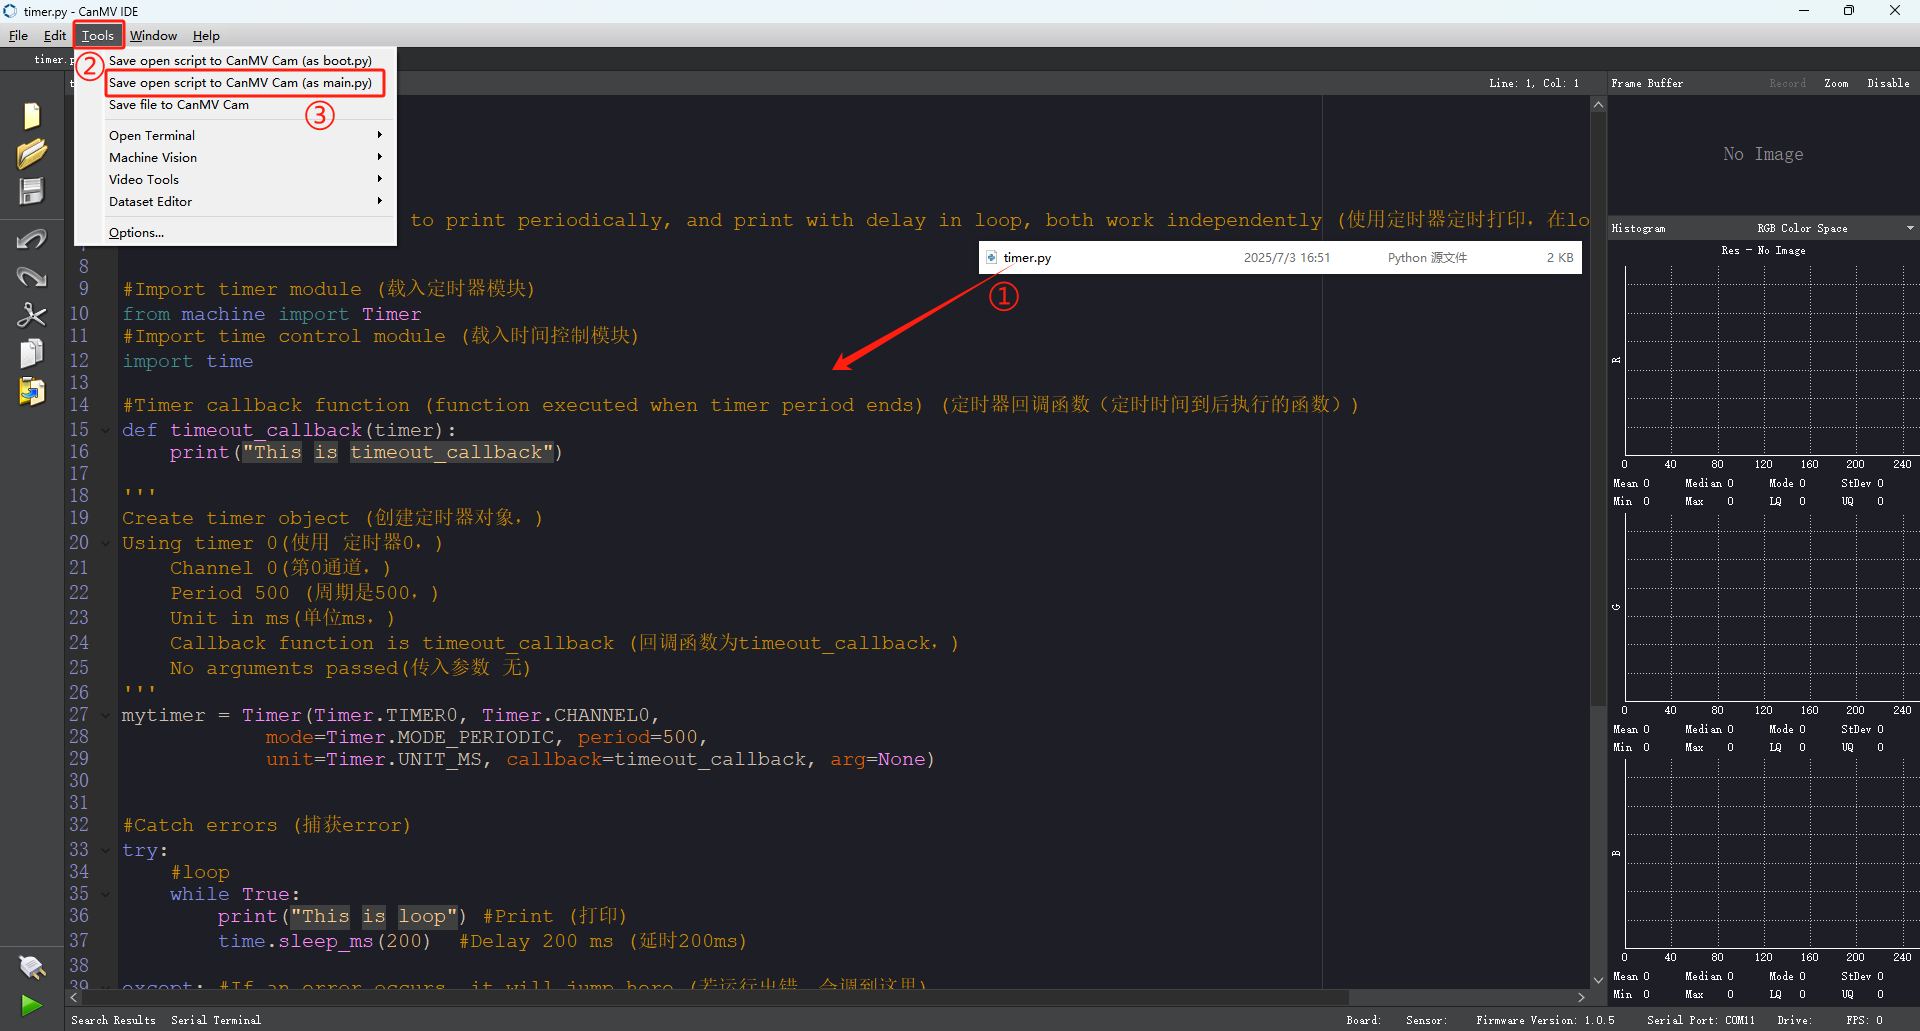 timer.py - CanMV IDE
File Edit Tools Window Help
timer.p
②
Save open script to CanMV Cam (as boot.py)
Save open script to CanMV Cam (as main.py)
Save file to CanMV Cam
③
Open Terminal
Machine Vision
Video Tools
Dataset Editor
Options...
Line: 1, Col: 1
Frame Buffer Record Zoom Disable
No Image
to print periodically, and print with delay in loop, both work independently (使用定时器定时打印，在lo
timer.py 2025/7/3 16:51 Python 源文件 2 KB
①
8
9 #Import timer module (载入定时器模块)
10 from machine import Timer
11 #Import time control module (载入时间控制模块)
12 import time
13
14 #Timer callback function (function executed when timer period ends) (定时器回调函数（定时时间到后执行的函数）)
15 def timeout_callback(timer):
16 print("This is timeout_callback")
17
18 '''
19 Create timer object (创建定时器对象，)
20 Using timer 0(使用 定时器0，)
21 Channel 0(第0通道，)
22 Period 500 (周期是500，)
23 Unit in ms(单位ms，)
24 Callback function is timeout_callback (回调函数为timeout_callback，)
25 No arguments passed(传入参数 无)
26 '''
27 mytimer = Timer(Timer.TIMER0, Timer.CHANNEL0,
28 mode=Timer.MODE_PERIODIC, period=500,
29 unit=Timer.UNIT_MS, callback=timeout_callback, arg=None)
30
31
32 #Catch errors (捕获error)
33 try:
34 #loop
35 while True:
36 print("This is loop") #Print (打印)
37 time.sleep_ms(200) #Delay 200 ms (延时200ms)
38
39 except: #If an error occurs, it will jump here (若运行出错，会调到这里)
Histogram RGB Color Space
Res - No Image
R
0 40 80 120 160 200 240
Mean 0 Median 0 Mode 0 StDev 0
Min 0 Max 0 LQ 0 UQ 0
G
0 40 80 120 160 200 240
Mean 0 Median 0 Mode 0 StDev 0
Min 0 Max 0 LQ 0 UQ 0
B
0 40 80 120 160 200 240
Mean 0 Median 0 Mode 0 StDev 0
Min 0 Max 0 LQ 0 UQ 0
Search Results Serial Terminal
Board: Sensor: Firmware Version: 1.0.5 Serial Port: COM11 Drive: FPS: 0